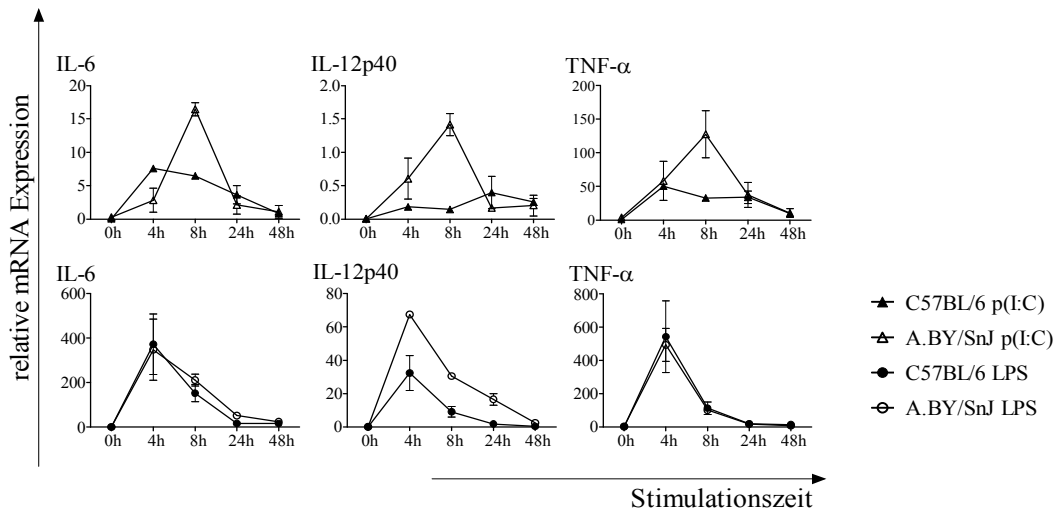 relative mRNA Expression
IL-6
20
15
10
5
0
0h 4h 8h 24h 48h
IL-12p40
2.0
1.5
1.0
0.5
0.0
0h 4h 8h 24h 48h
TNF-α
200
150
100
50
0
0h 4h 8h 24h 48h
IL-6
600
400
200
0
0h 4h 8h 24h 48h
IL-12p40
80
60
40
20
0
0h 4h 8h 24h 48h
TNF-α
800
600
400
200
0
0h 4h 8h 24h 48h
C57BL/6 p(I:C)
A.BY/SnJ p(I:C)
C57BL/6 LPS
A.BY/SnJ LPS
Stimulationszeit